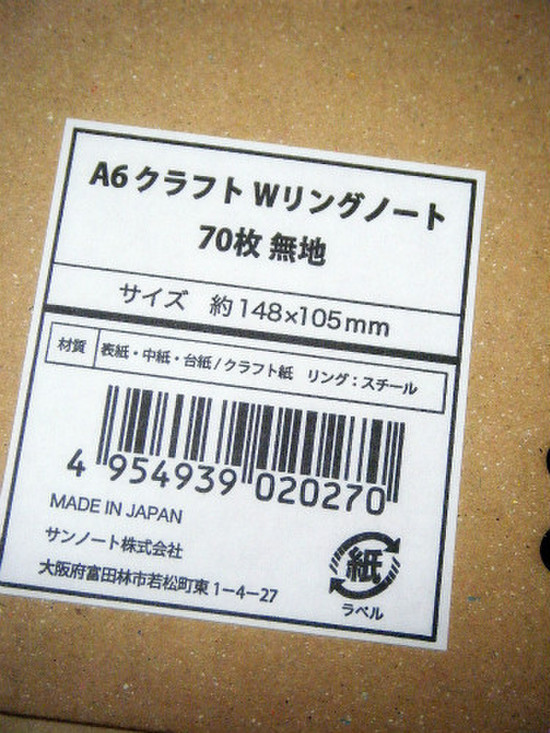 A6クラフト Wリングノート
70枚 無地
サイズ 約148×105mm
材質 表紙・中紙・台紙/クラフト紙 リング：スチール
4 954939 020270
MADE IN JAPAN
サンノート株式会社
大阪府富田林市若松町東1-4-27
紙
ラベル